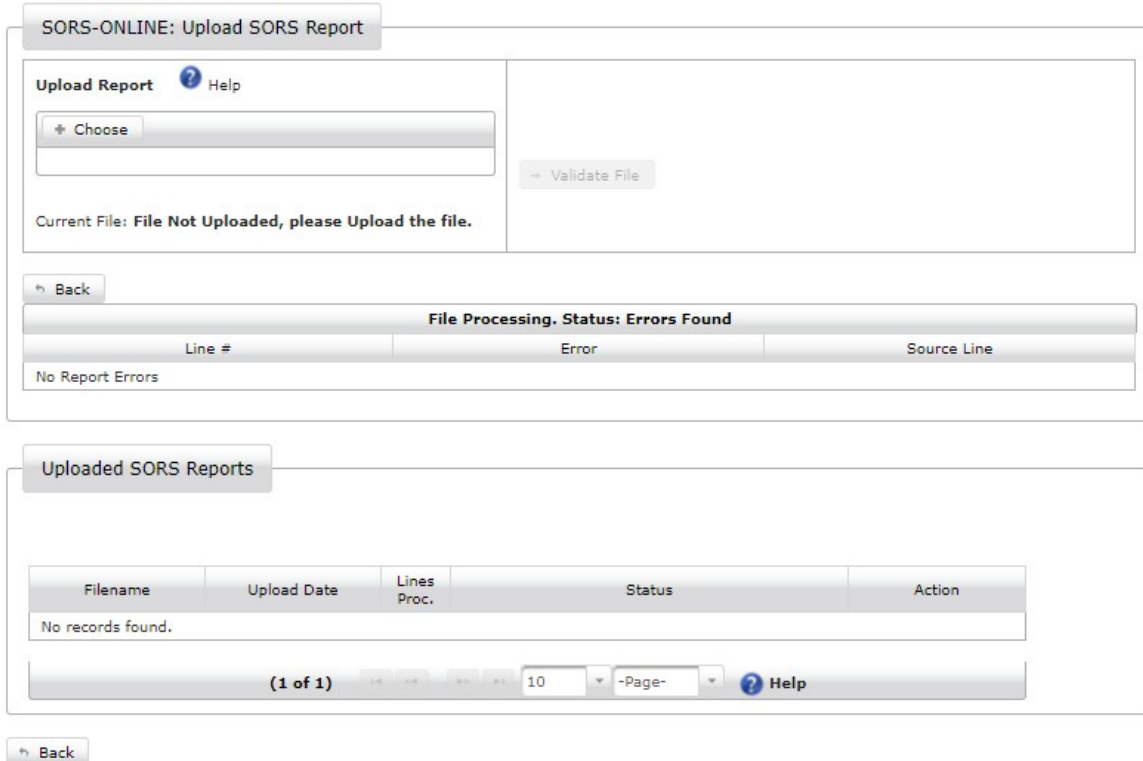 SORS-ONLINE: Upload SORS Report
Upload Report Help
Choose
Validate File
Current File: File Not Uploaded, please Upload the file.
Back
File Processing. Status: Errors Found
Line # Error Source Line
No Report Errors
Uploaded SORS Reports
Filename Upload Date Lines Proc. Status Action
No records found.
(1 of 1) 10 -Page- Help
Back